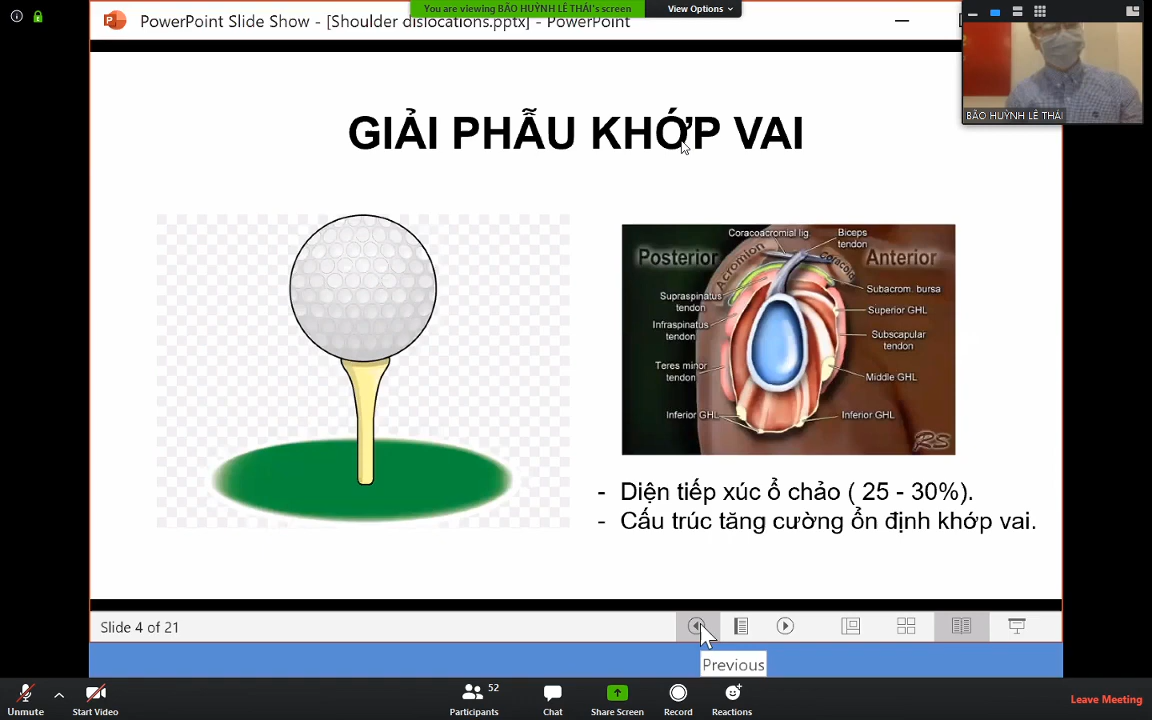 You are viewing BÃO HUỲNH LÊ THÁI's screen
View Options
PowerPoint Slide Show - [Shoulder dislocations.pptx] - PowerPoint
BÃO HUỲNH LÊ THÁI
GIẢI PHẪU KHỚP VAI
Coracoacromial lig
Biceps
tendon
Posterior
Acromion
Coracoid
Anterior
Supraspinatus
tendon
Subacrom. bursa
Superior GHL
Infraspinatus
tendon
Subscapular
tendon
Teres minor
tendon
Middle GHL
Inferior GHL
Inferior GHL
RS
- Diện tiếp xúc ổ chảo ( 25 - 30%).
- Cấu trúc tăng cường ổn định khớp vai.
Slide 4 of 21
Previous
Unmute
Start Video
52
Participants
Chat
Share Screen
Record
Reactions
Leave Meeting